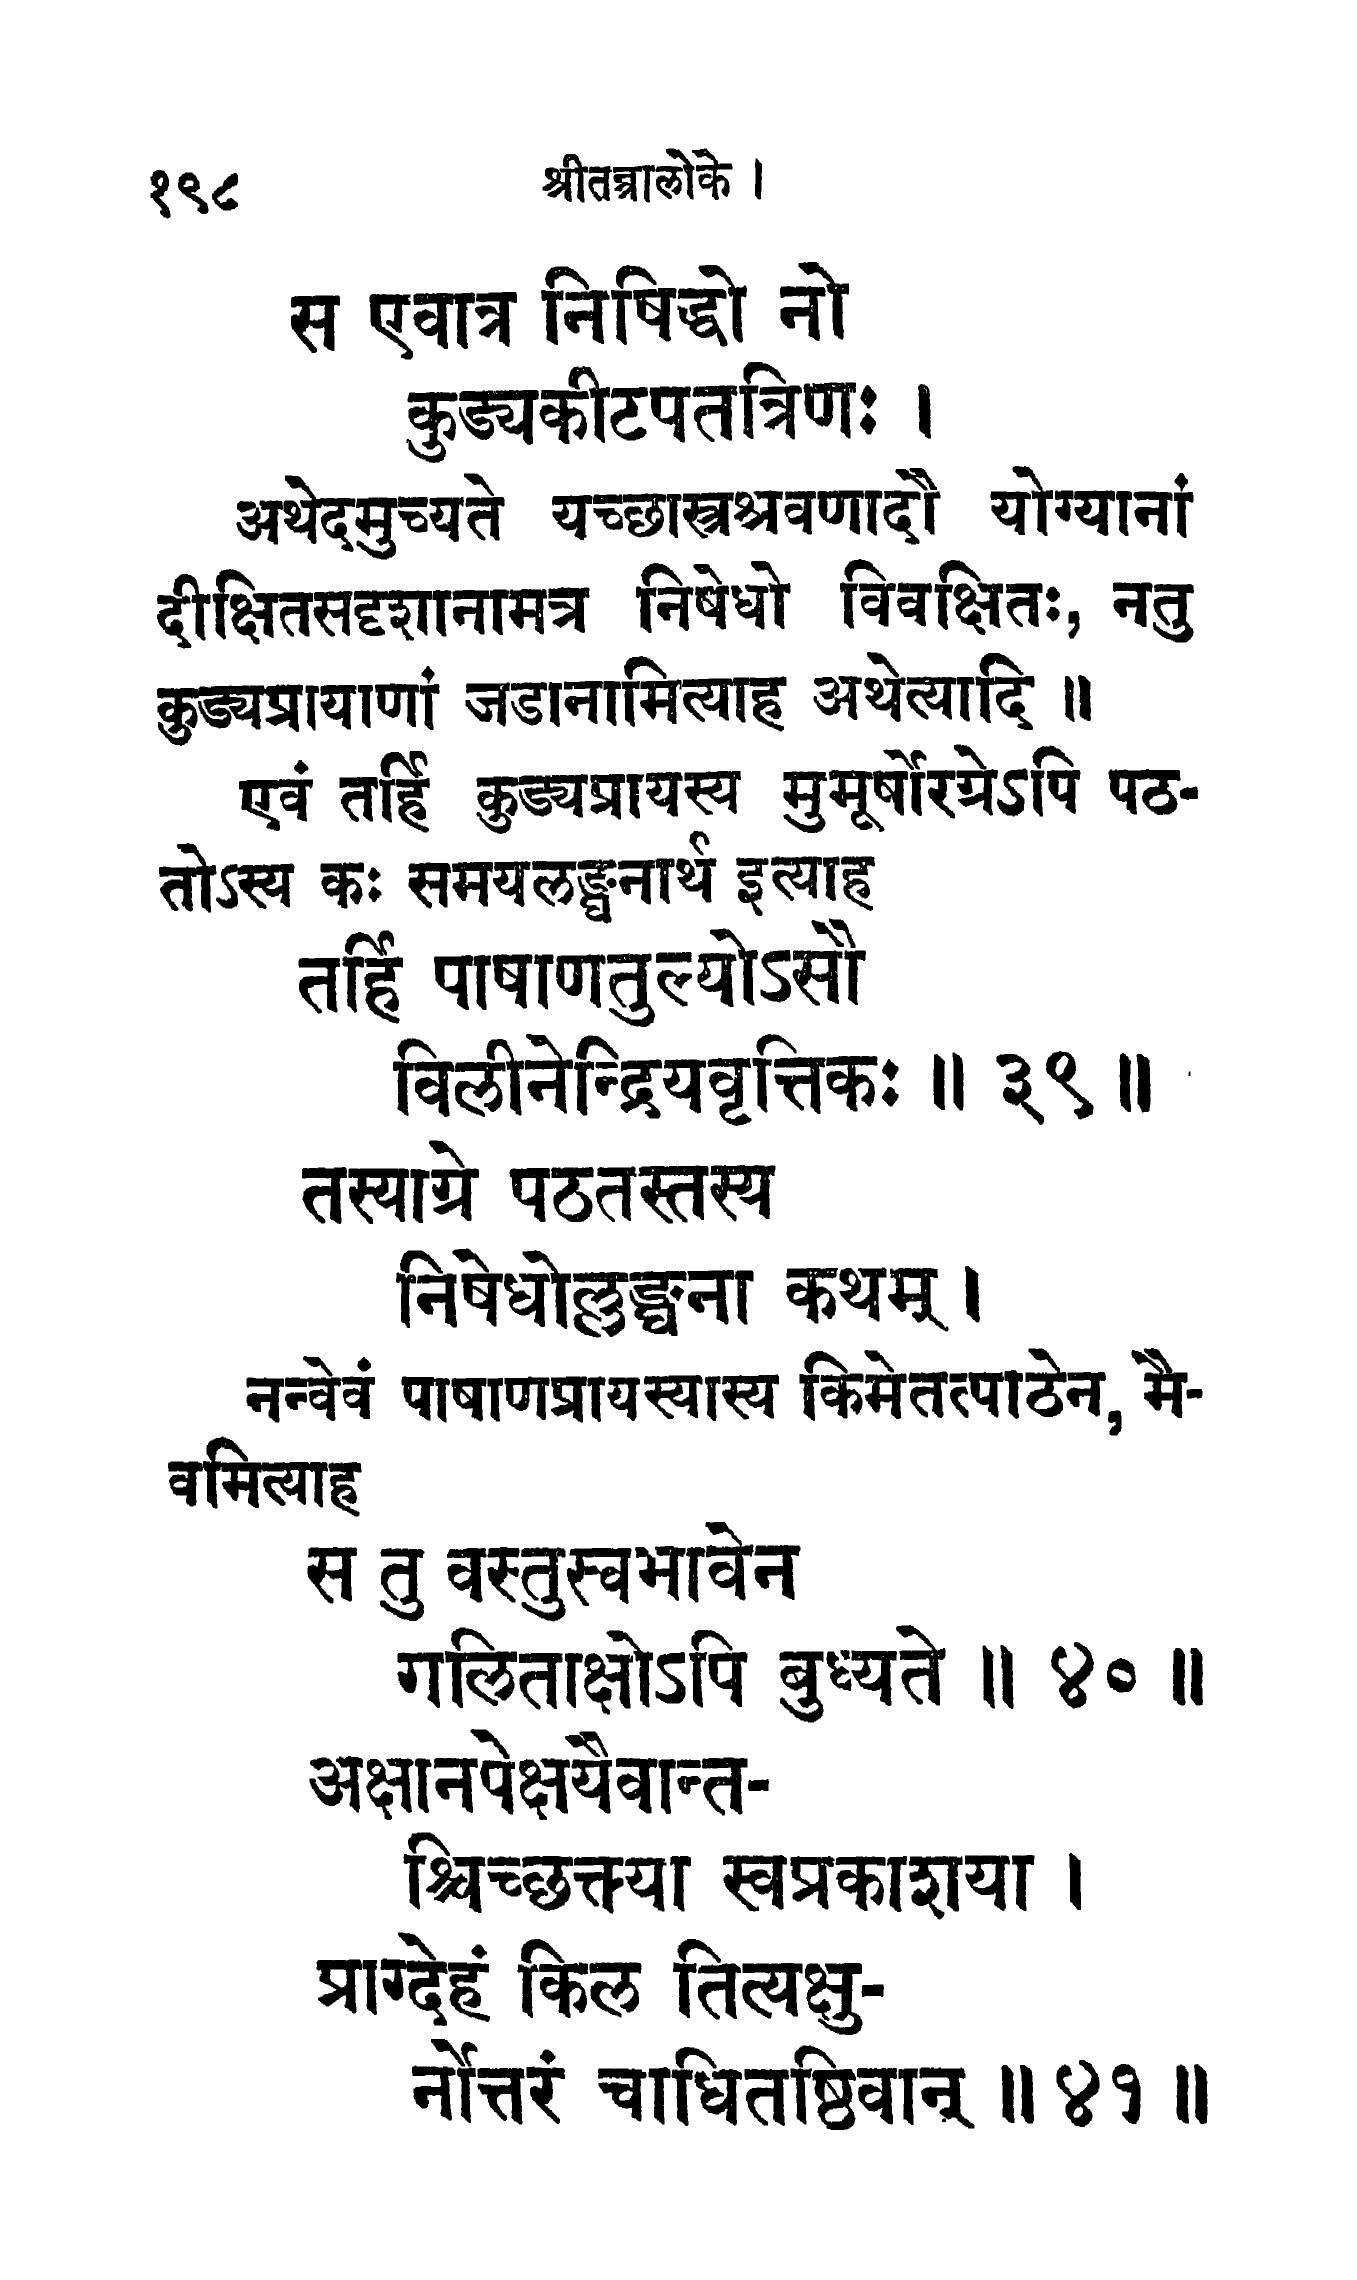 १९८ श्रीतन्त्रालोके ।
स एवात्र निषिद्धो नो
कुड्यकीटपतत्रिणः ।
अथेदमुच्यते यच्छास्त्रश्रवणादौ योग्यानां
दीक्षितसदृशानामत्र निषेधो विवक्षितः, नतु
कुड्यप्रायाणां जडानामित्याह अथेत्यादि ॥
एवं तर्हि कुड्यप्रायस्य मुमूर्षोरग्रेऽपि पठ-
तोऽस्य कः समयलङ्घनार्थ इत्याह
तर्हि पाषाणतुल्योऽसौ
विलीनेन्द्रियवृत्तिकः ॥ ३९ ॥
तस्याग्रे पठतस्तस्य
निषेधोल्लङ्घना कथम् ।
नन्वेवं पाषाणप्रायस्यास्य किमेतत्पाठेन, मै-
वमित्याह
स तु वस्तुस्वभावेन
गलिताक्षोऽपि बुध्यते ॥ ४० ॥
अक्षानपेक्षयैवान्त-
श्चिच्छक्त्या स्वप्रकाशया ।
प्राग्देहं किल तित्यक्षु-
र्नोत्तरं चाधितष्ठिवान् ॥ ४१ ॥